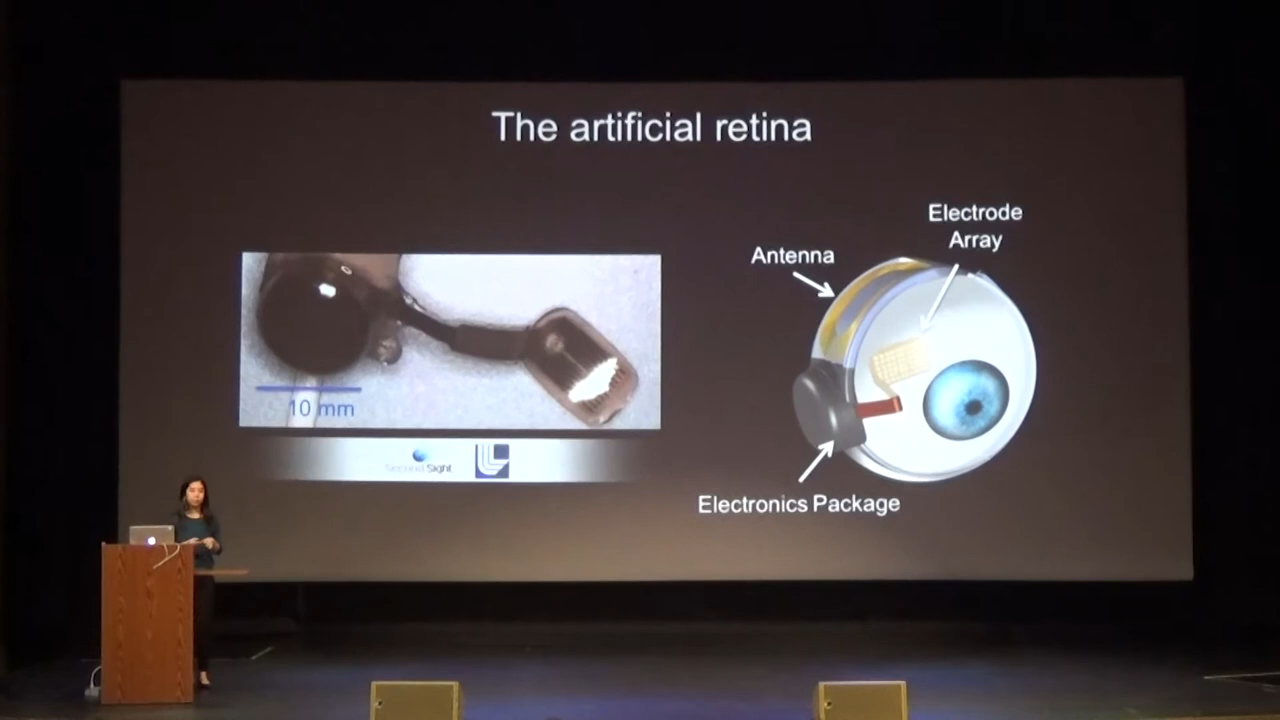 The artificial retina
Electrode
Array
Antenna
10 mm
Second Sight
Electronics Package